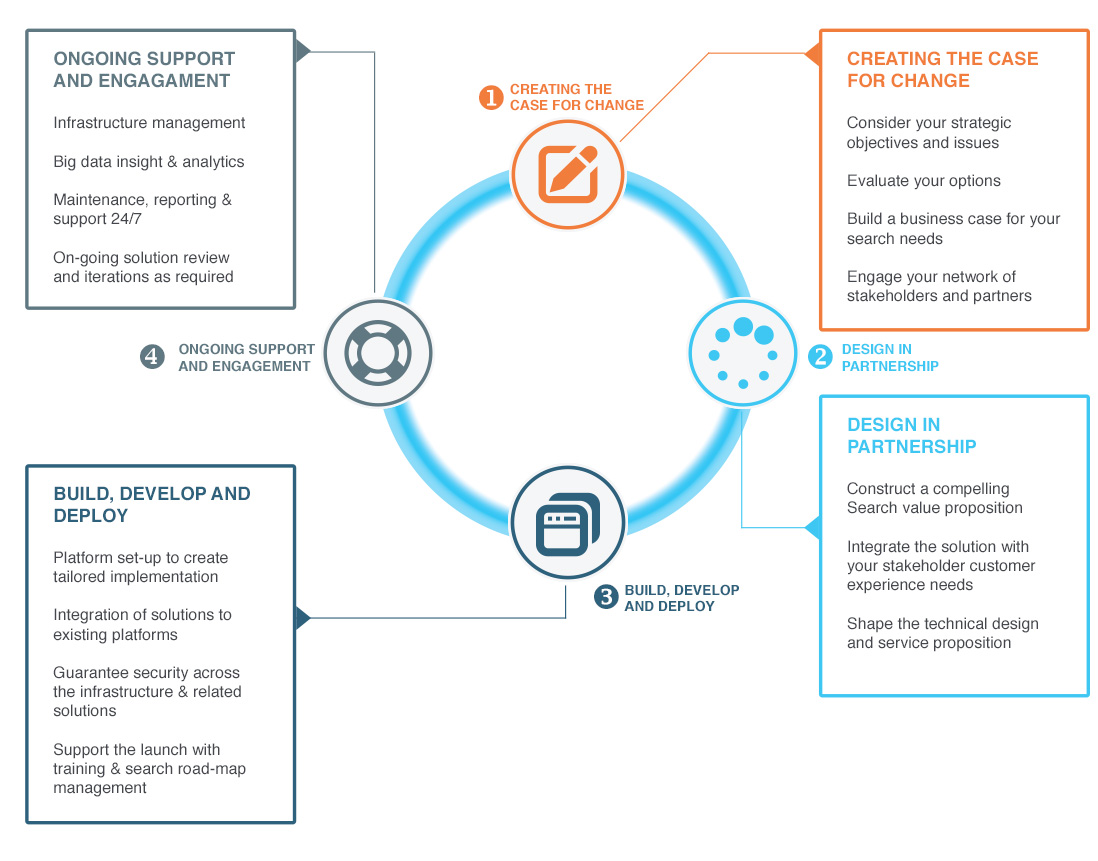 ONGOING SUPPORT
AND ENGAGAMENT
Infrastructure management
Big data insight & analytics
Maintenance, reporting &
support 24/7
On-going solution review
and iterations as required
1
CREATING THE
CASE FOR CHANGE
CREATING THE CASE
FOR CHANGE
Consider your strategic
objectives and issues
Evaluate your options
Build a business case for your
search needs
Engage your network of
stakeholders and partners
4
ONGOING SUPPORT
AND ENGAGEMENT
2
DESIGN IN
PARTNERSHIP
DESIGN IN
PARTNERSHIP
Construct a compelling
Search value proposition
Integrate the solution with
your stakeholder customer
experience needs
Shape the technical design
and service proposition
BUILD, DEVELOP AND
DEPLOY
Platform set-up to create
tailored implementation
Integration of solutions to
existing platforms
Guarantee security across
the infrastructure & related
solutions
Support the launch with
training & search road-map
management
3
BUILD, DEVELOP
AND DEPLOY